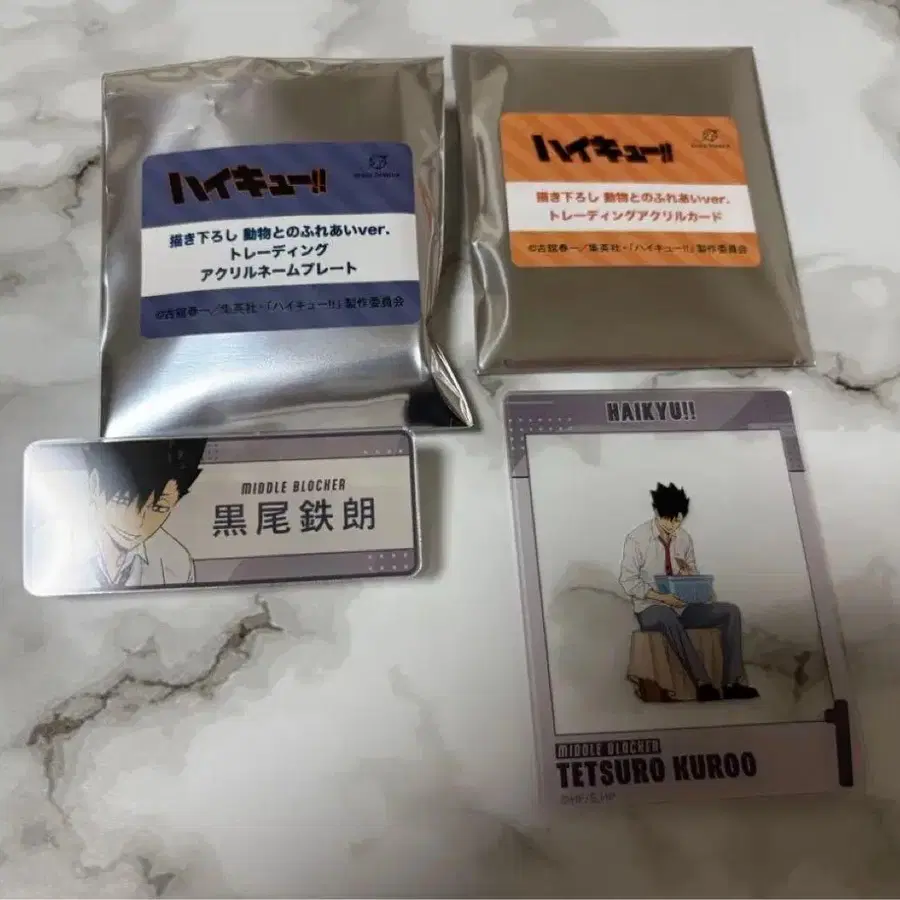 ハイキュー!!
描き下ろし 動物とのふれあいver.
トレーディング
アクリルネームプレート
©古舘春一/集英社・「ハイキュー!!」製作委員会
ハイキュー!!
描き下ろし 動物とのふれあいver.
トレーディングアクリルカード
©古舘春一/集英社・「ハイキュー!!」製作委員会
MIDDLE BLOCKER
黒尾鉄朗
HAIKYU!!
MIDDLE BLOCKER
TETSURO KUROO